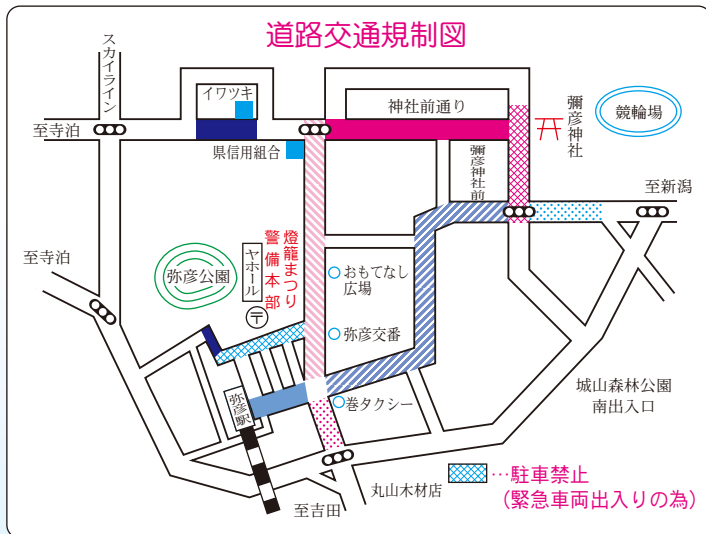 道路交通規制図
スカイライン
イワツキ
神社前通り
彌彦神社
競輪場
至寺泊
県信用組合
彌彦神社前
至新潟
至寺泊
弥彦公園
ヤホール
燈籠まつり
警備本部
〒
おもてなし
広場
弥彦交番
弥彦駅
巻タクシー
城山森林公園
南出入口
丸山木材店
至吉田
…駐車禁止
(緊急車両出入りの為)